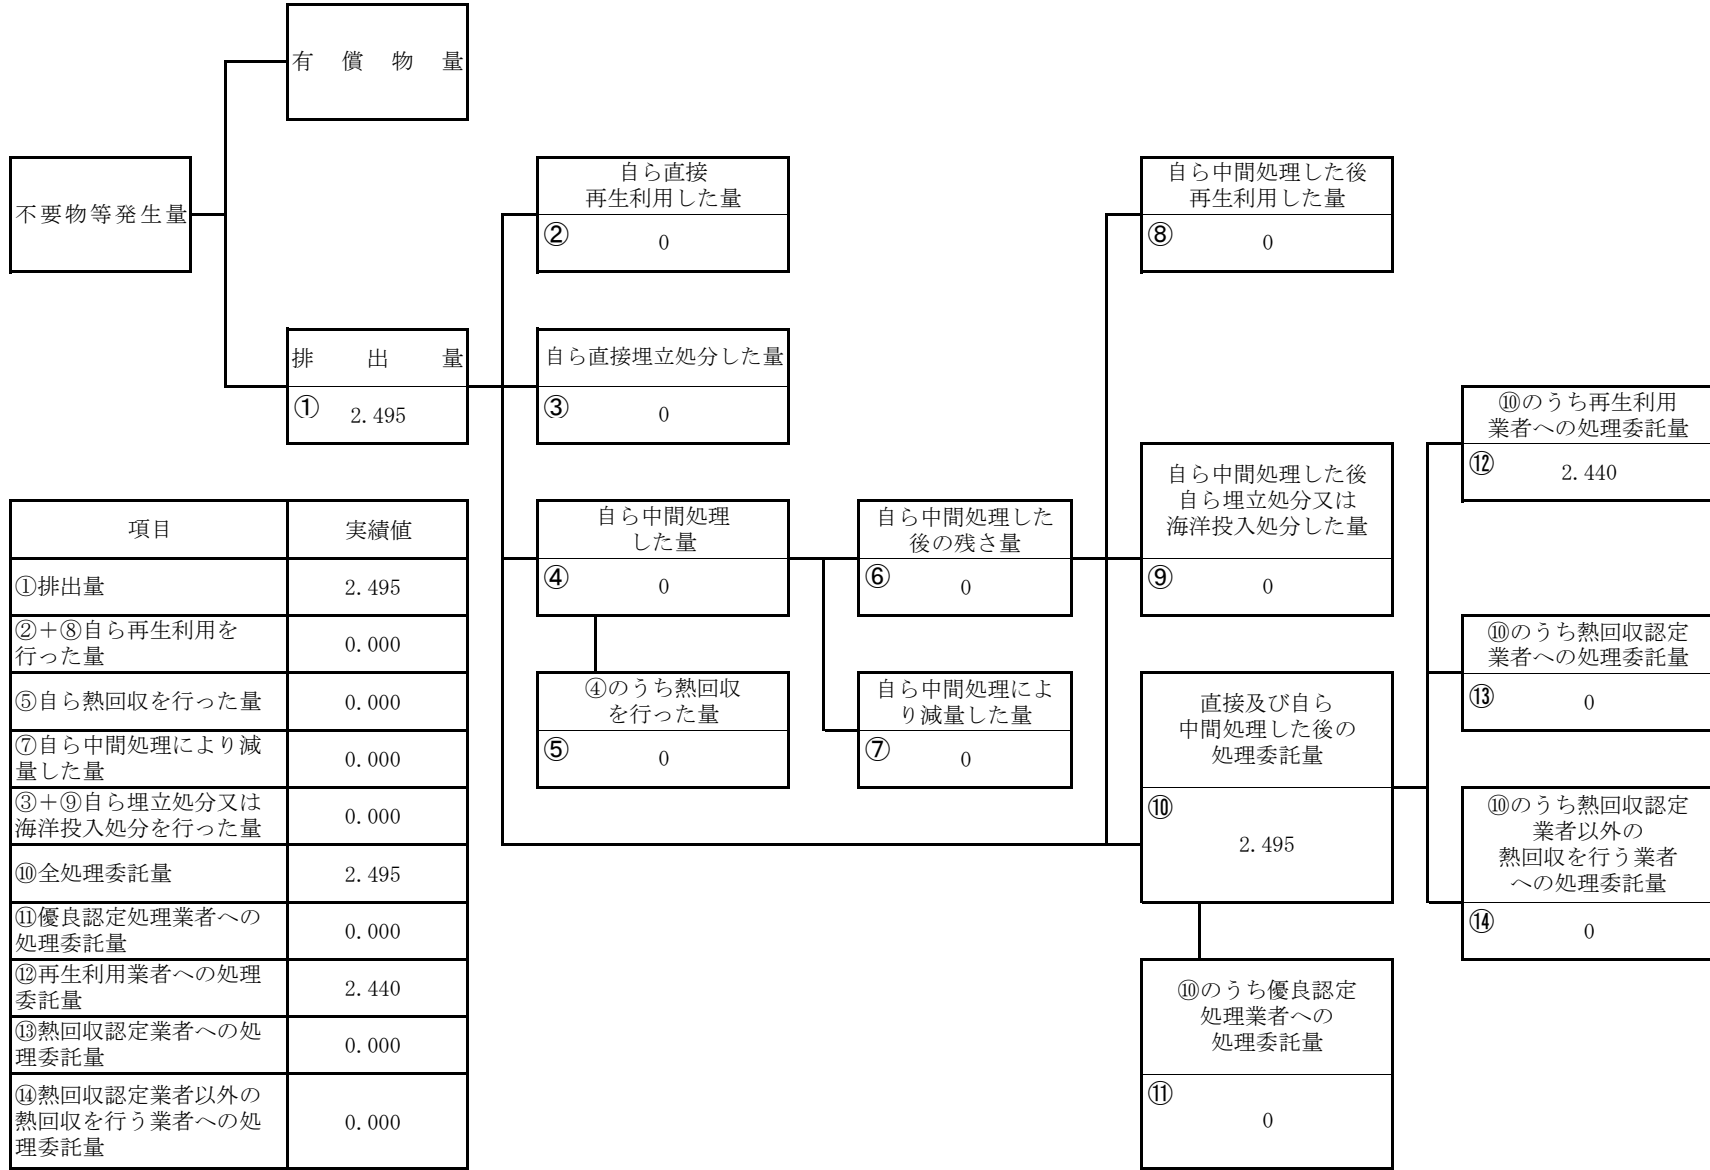 有償物量
不要物等発生量
排出量
① 2.495
自ら直接
再生利用した量
② 0
自ら直接埋立処分した量
③ 0
自ら中間処理
した量
④ 0
④のうち熱回収
を行った量
⑤ 0
自ら中間処理した
後の残さ量
⑥ 0
自ら中間処理によ
り減量した量
⑦ 0
自ら中間処理した後
再生利用した量
⑧ 0
自ら中間処理した後
自ら埋立処分又は
海洋投入処分した量
⑨ 0
直接及び自ら
中間処理した後の
処理委託量
⑩
2.495
⑩のうち優良認定
処理業者への
処理委託量
⑪
0
⑩のうち再生利用
業者への処理委託量
⑫ 2.440
⑩のうち熱回収認定
業者への処理委託量
⑬ 0
⑩のうち熱回収認定
業者以外の
熱回収を行う業者
への処理委託量
⑭ 0
項目 実績値
①排出量 2.495
②＋⑧自ら再生利用を
行った量 0.000
⑤自ら熱回収を行った量 0.000
⑦自ら中間処理により減
量した量 0.000
③＋⑨自ら埋立処分又は
海洋投入処分を行った量 0.000
⑩全処理委託量 2.495
⑪優良認定処理業者への
処理委託量 0.000
⑫再生利用業者への処理
委託量 2.440
⑬熱回収認定業者への処
理委託量 0.000
⑭熱回収認定業者以外の
熱回収を行う業者への処
理委託量 0.000